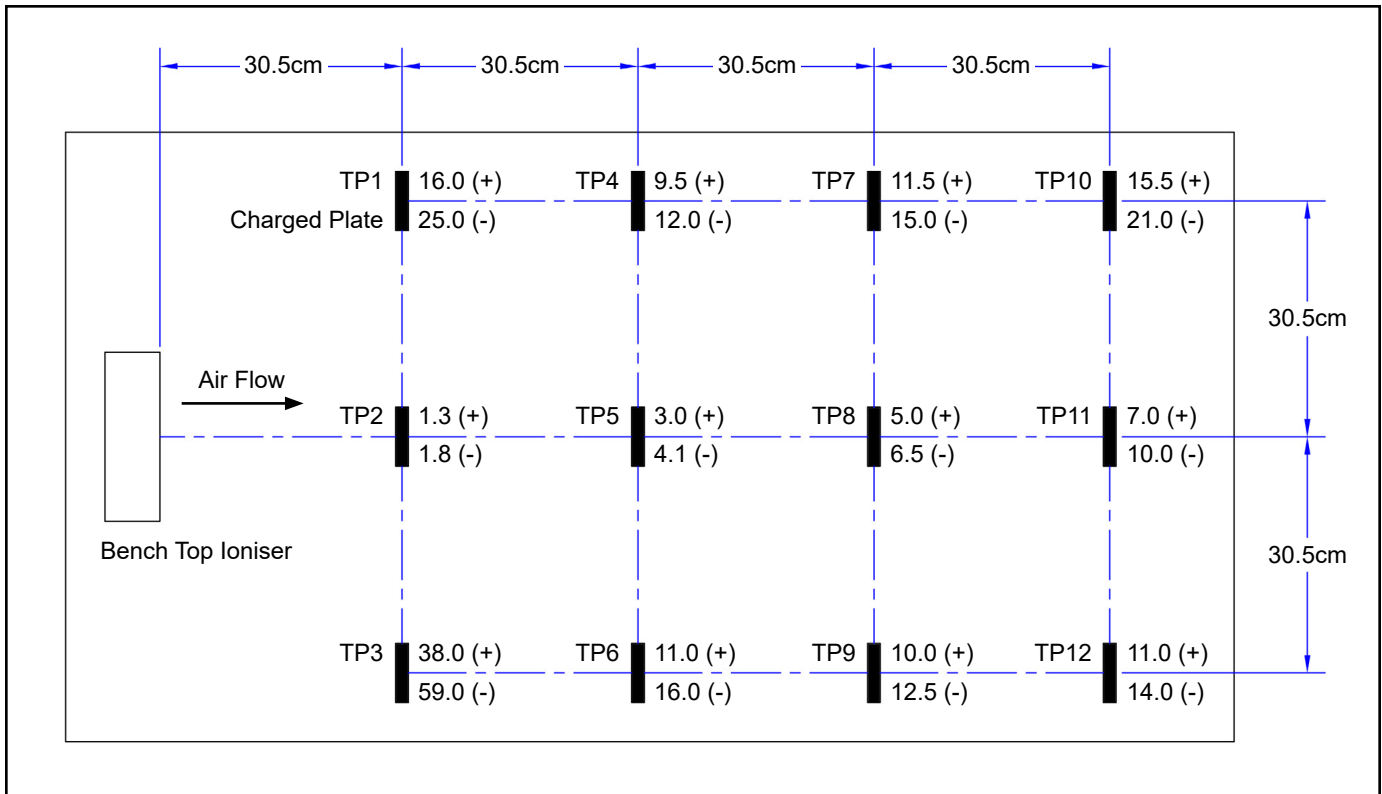 30.5cm 30.5cm 30.5cm 30.5cm
TP1 16.0 (+) TP4 9.5 (+) TP7 11.5 (+) TP10 15.5 (+)
Charged Plate 25.0 (-) 12.0 (-) 15.0 (-) 21.0 (-)
30.5cm
Air Flow
TP2 1.3 (+) TP5 3.0 (+) TP8 5.0 (+) TP11 7.0 (+)
1.8 (-) 4.1 (-) 6.5 (-) 10.0 (-)
Bench Top Ioniser
30.5cm
TP3 38.0 (+) TP6 11.0 (+) TP9 10.0 (+) TP12 11.0 (+)
59.0 (-) 16.0 (-) 12.5 (-) 14.0 (-)